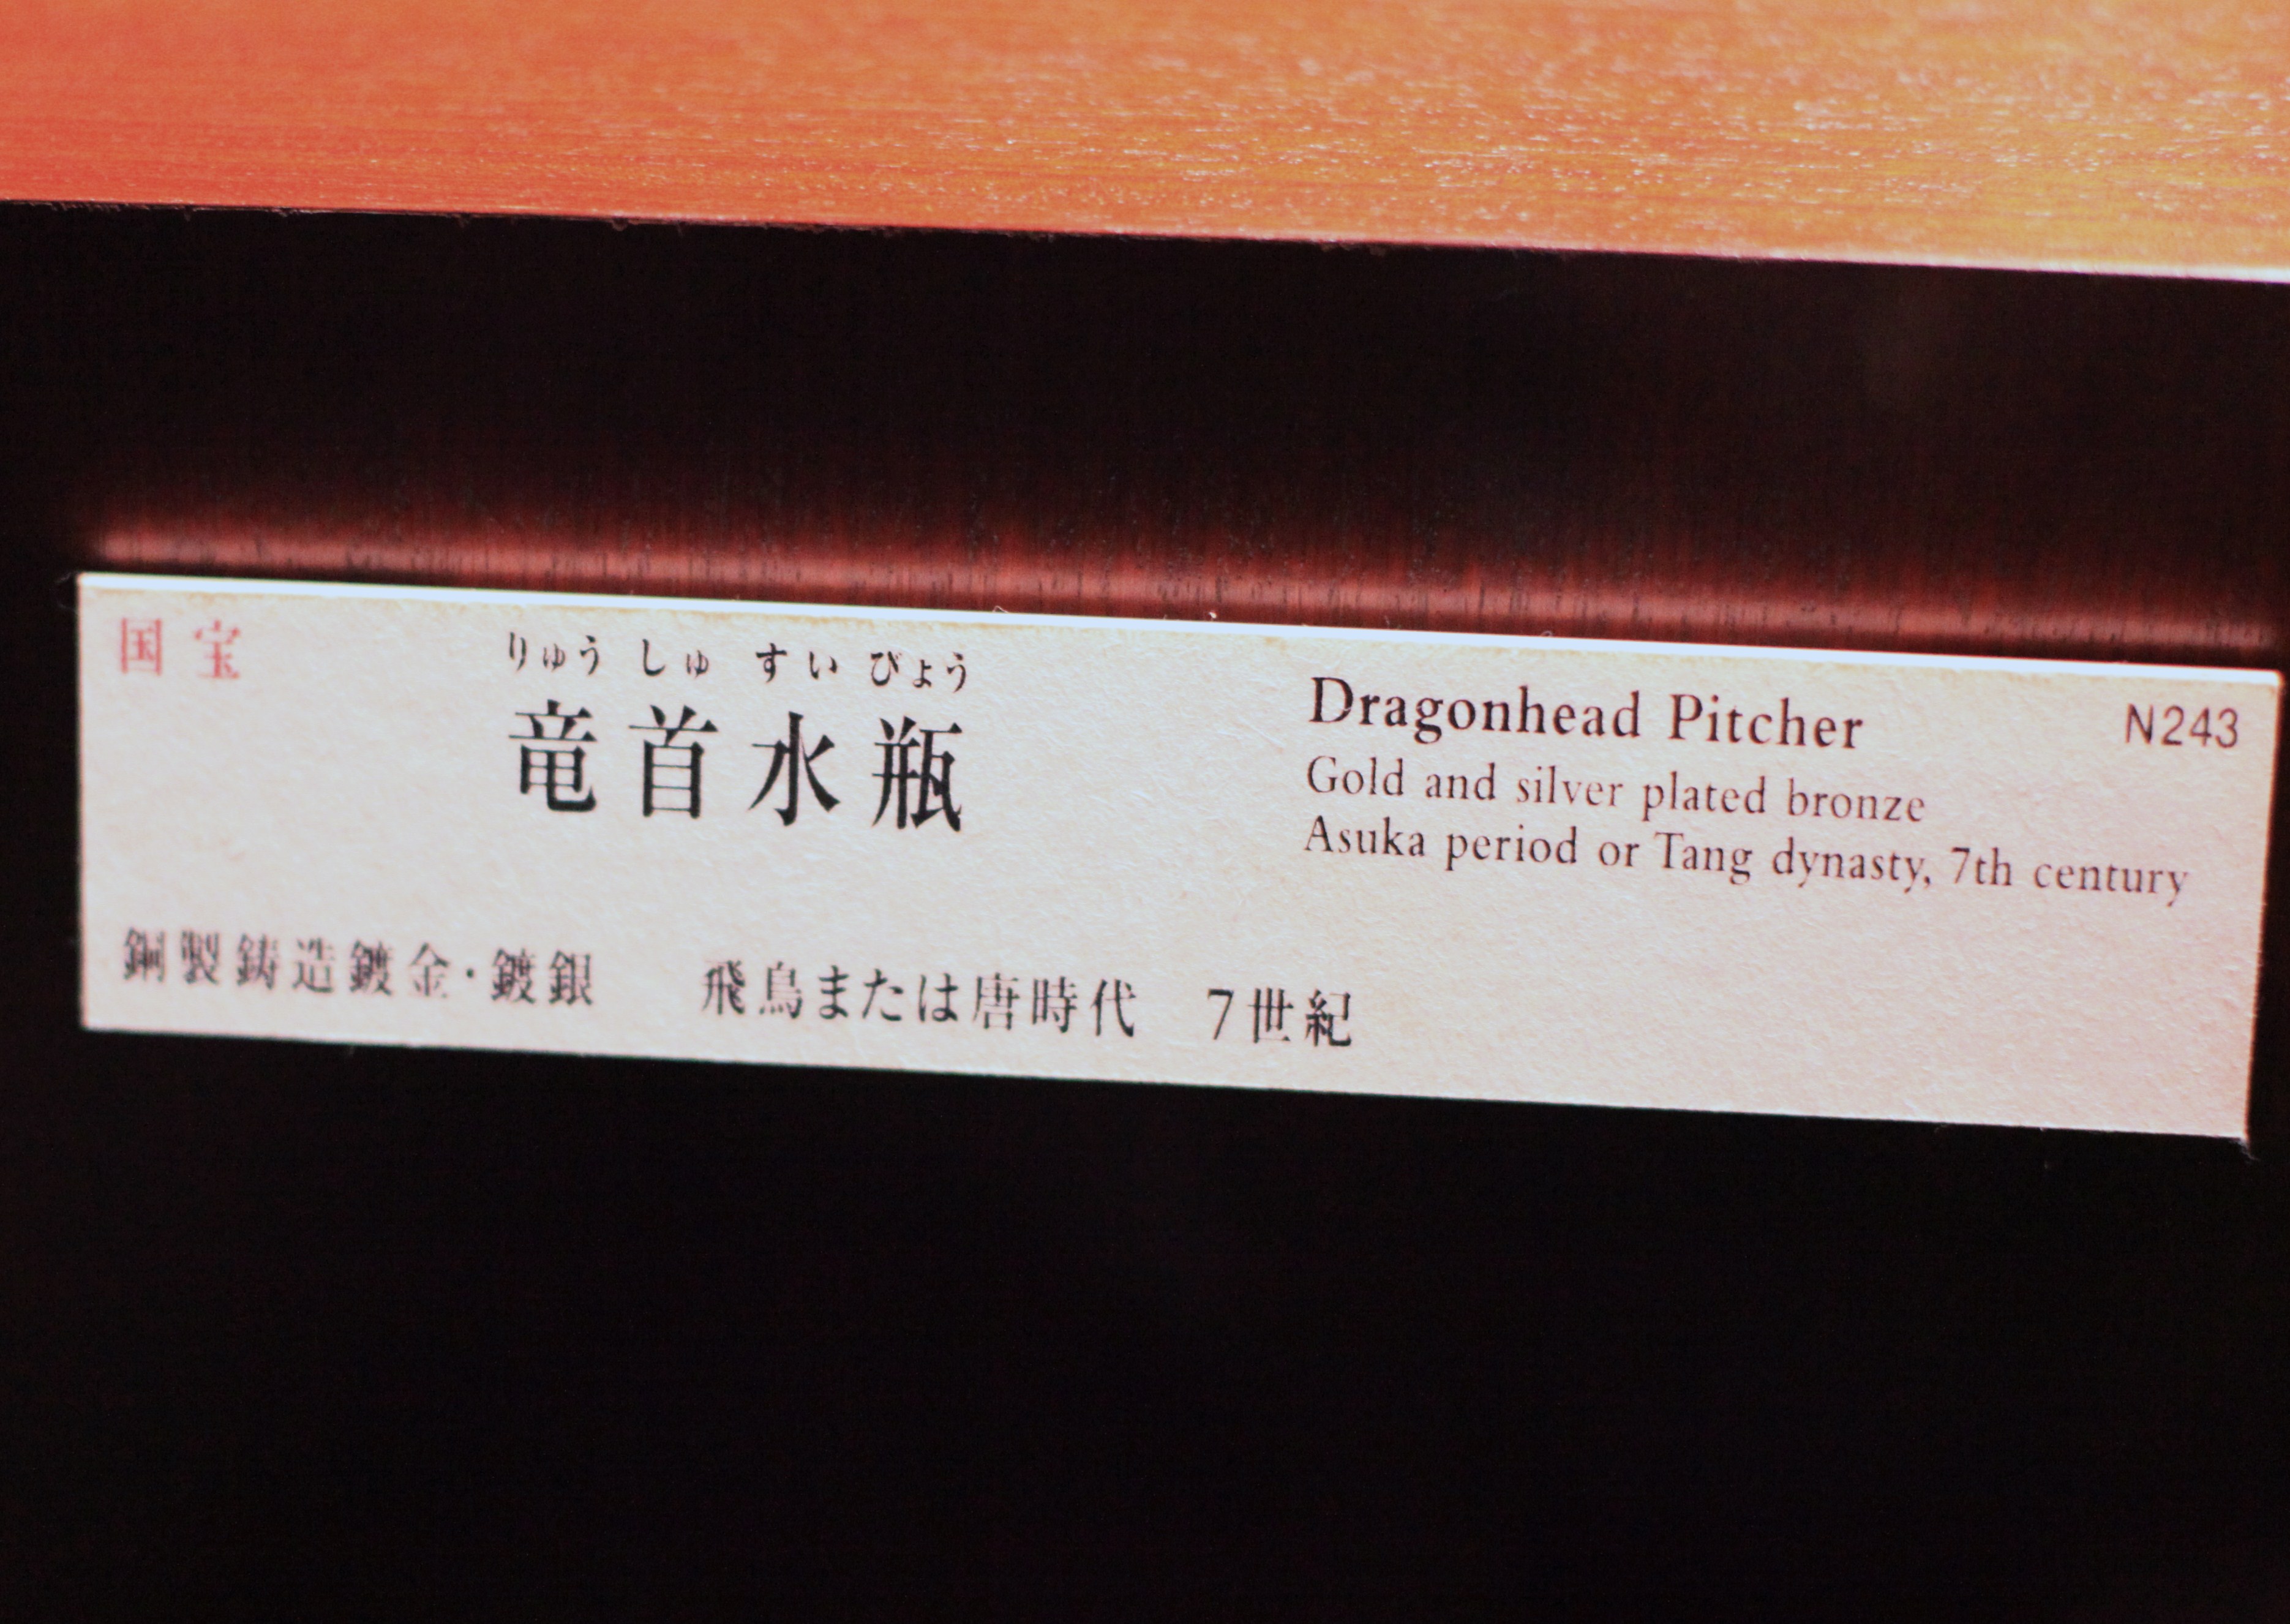 国宝
りゅうしゅすいびょう
竜首水瓶
銅製鋳造鍍金・鍍銀 飛鳥または唐時代 7世紀
Dragonhead Pitcher N243
Gold and silver plated bronze
Asuka period or Tang dynasty, 7th century